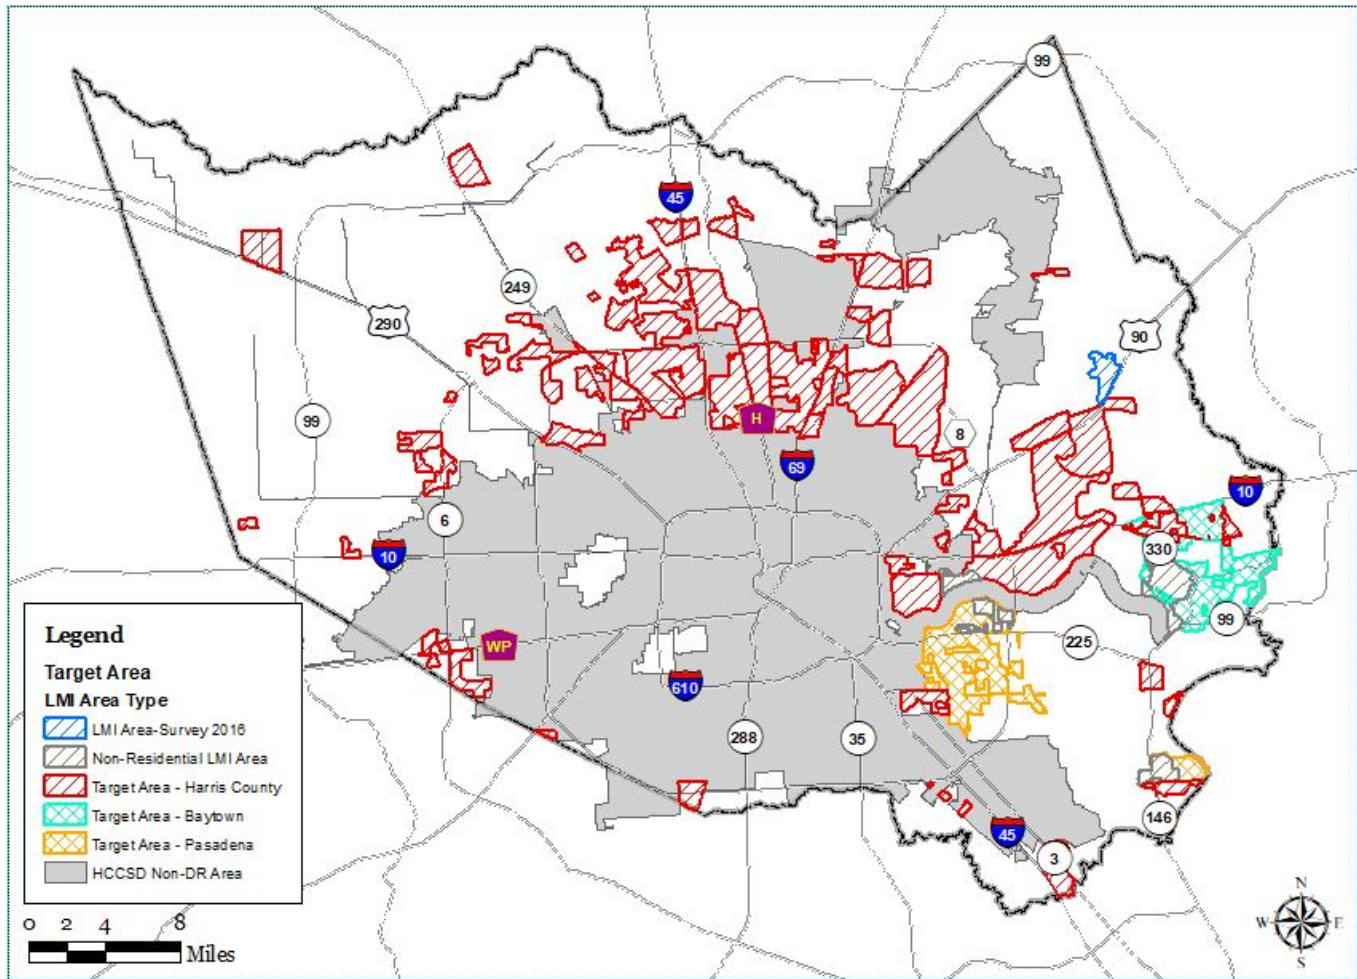 99
45
249
290
90
H
99
8
69
10
6
330
10
99
WP
225
610
288
35
146
45
3
Legend
Target Area
LMI Area Type
LMI Area-Survey 2016
Non-Residential LMI Area
Target Area - Harris County
Target Area - Baytown
Target Area - Pasadena
HCCSD Non-DR Area
0 2 4 8
Miles
N
W E
S